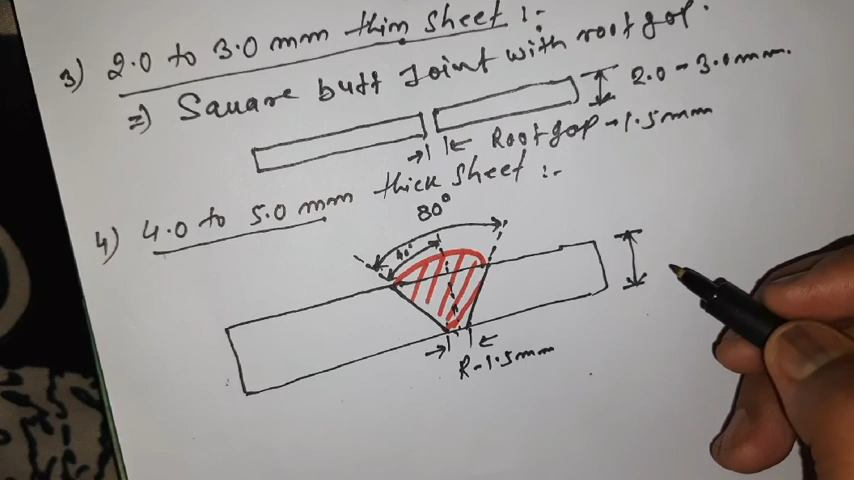 3) 2.0 to 3.0 mm thin sheet :-
=) Square butt Joint with root gap.
2.0 - 3.0 mm.
Root gap - 1.5 mm
4) 4.0 to 5.0 mm thick sheet :-
80°
40°
R - 1.5 mm